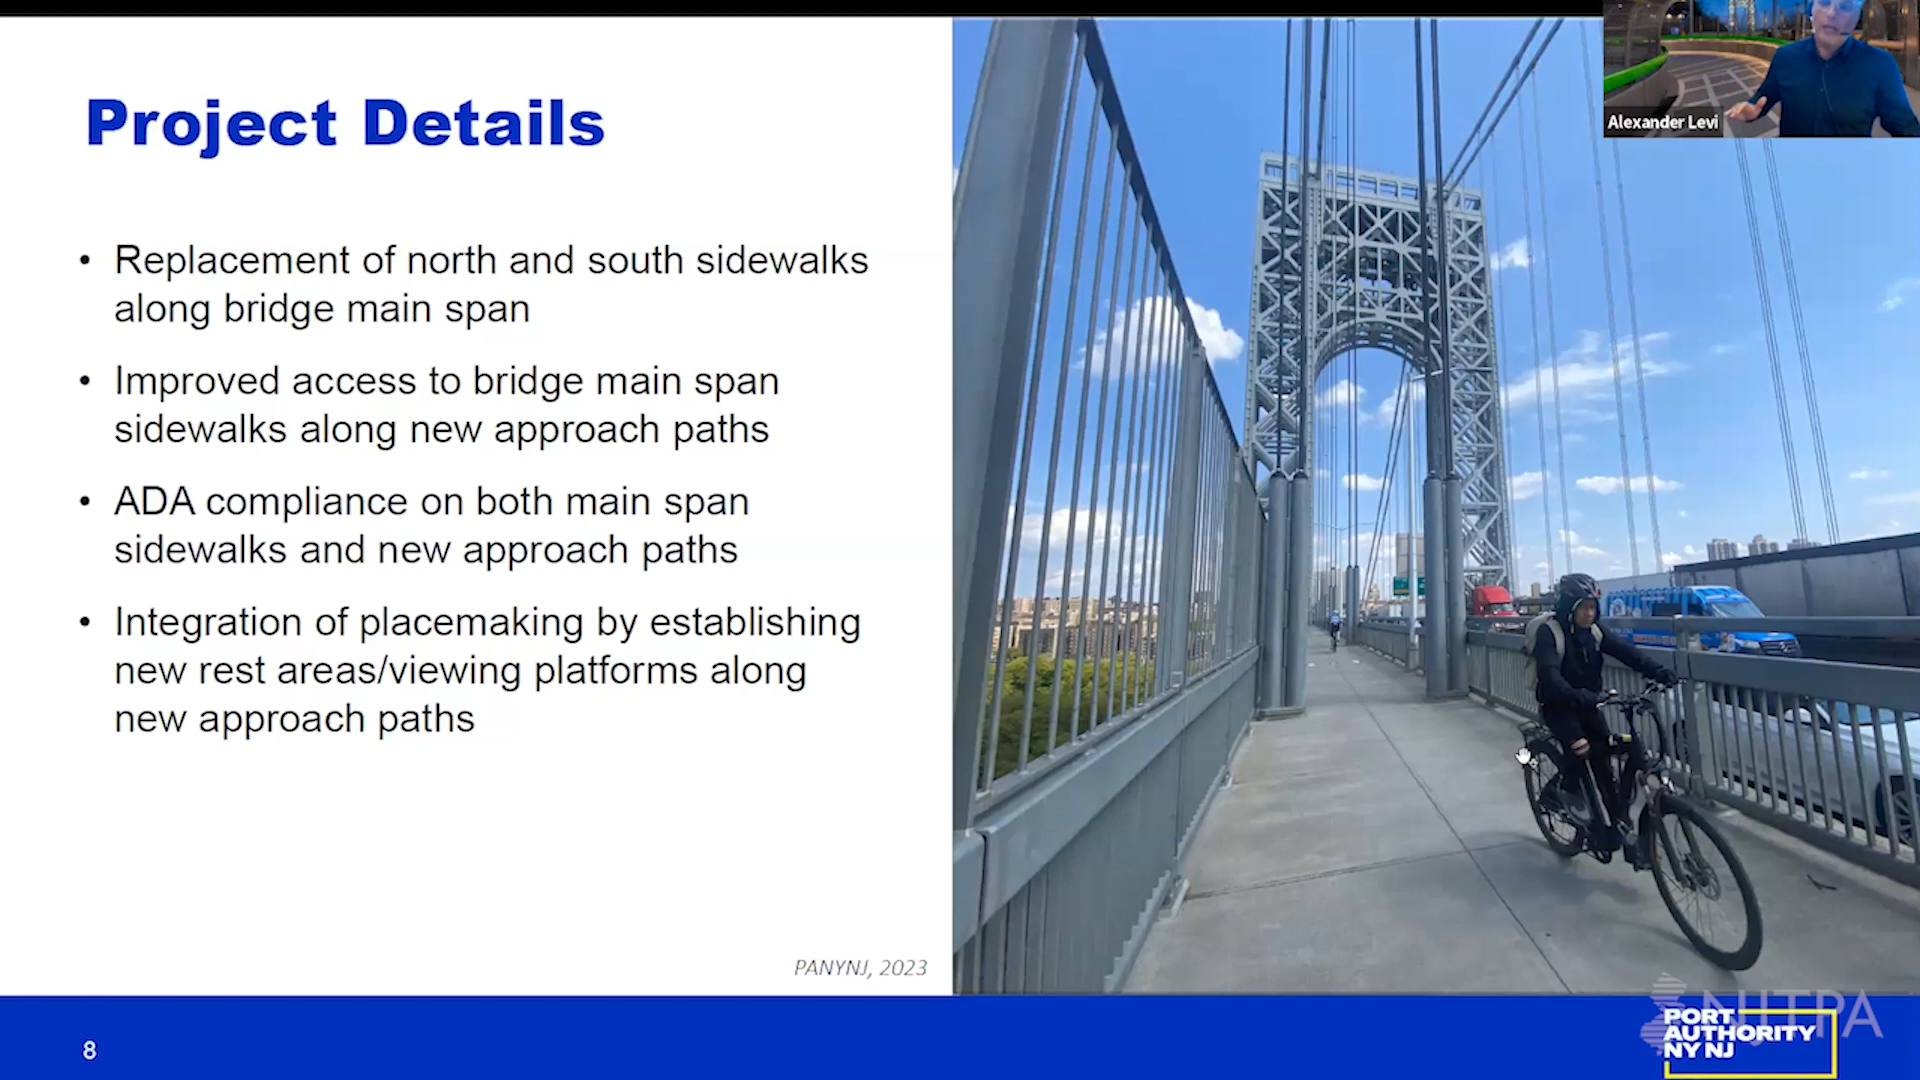 Project Details
Alexander Levi
• Replacement of north and south sidewalks
along bridge main span
• Improved access to bridge main span
sidewalks along new approach paths
• ADA compliance on both main span
sidewalks and new approach paths
• Integration of placemaking by establishing
new rest areas/viewing platforms along
new approach paths
PANYNJ, 2023
8
NJTPA
PORT
AUTHORITY
NY NJ